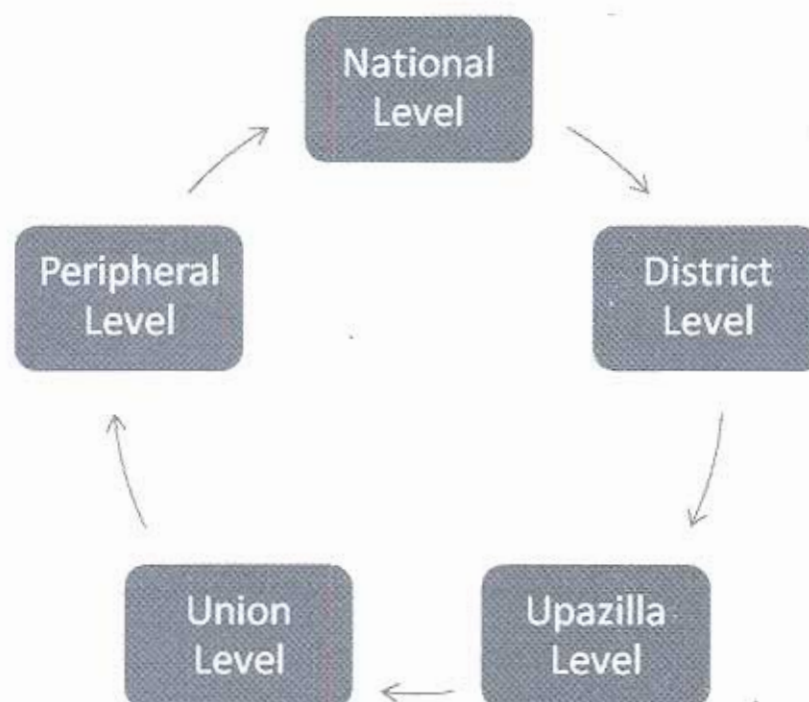 National
Level
District
Level
Upazilla
Level
Union
Level
Peripheral
Level